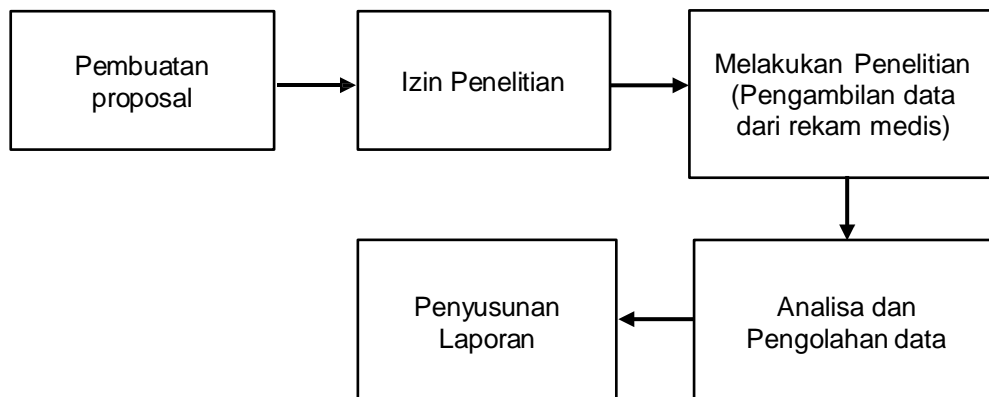 Pembuatan
proposal
Izin Penelitian
Melakukan Penelitian
(Pengambilan data
dari rekam medis)
Analisa dan
Pengolahan data
Penyusunan
Laporan